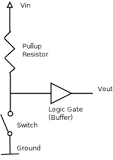 Vin
Pullup
Resistor
Vout
Logic Gate
(Buffer)
Switch
Ground